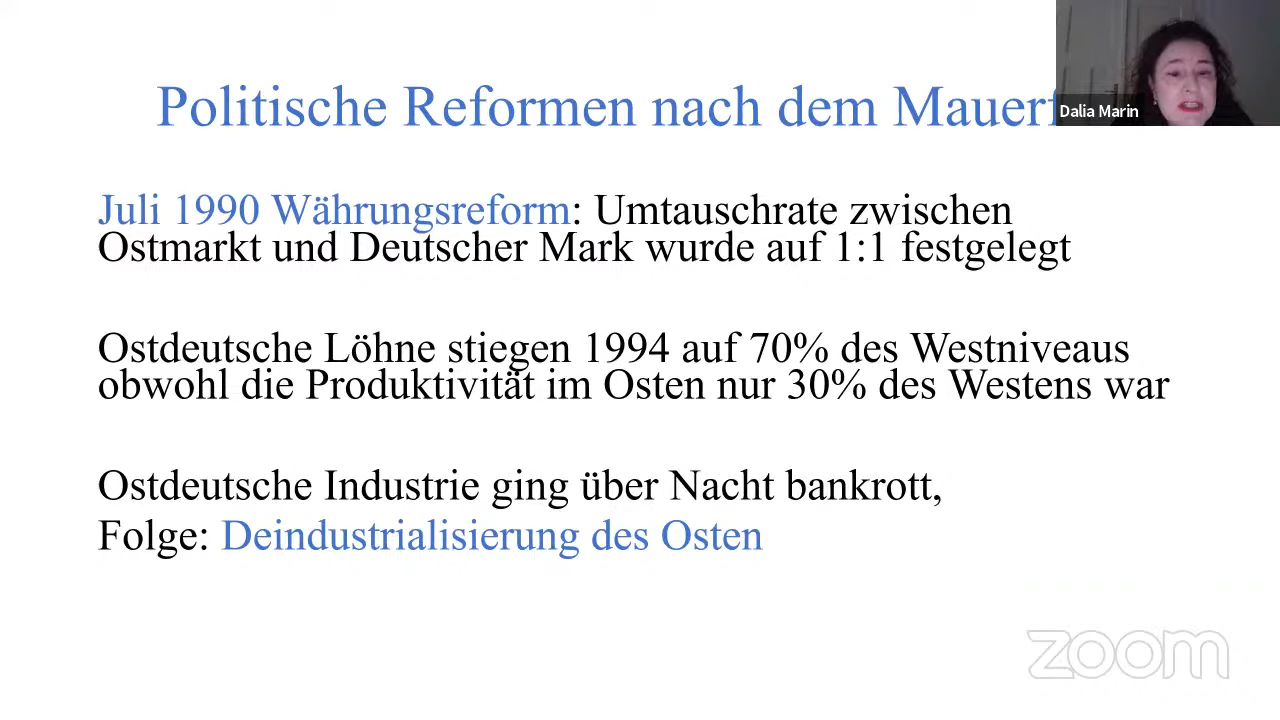 Politische Reformen nach dem Mauerf
Dalia Marin
Juli 1990 Währungsreform: Umtauschrate zwischen
Ostmarkt und Deutscher Mark wurde auf 1:1 festgelegt
Ostdeutsche Löhne stiegen 1994 auf 70% des Westniveaus
obwohl die Produktivität im Osten nur 30% des Westens war
Ostdeutsche Industrie ging über Nacht bankrott,
Folge: Deindustrialisierung des Osten
zoom